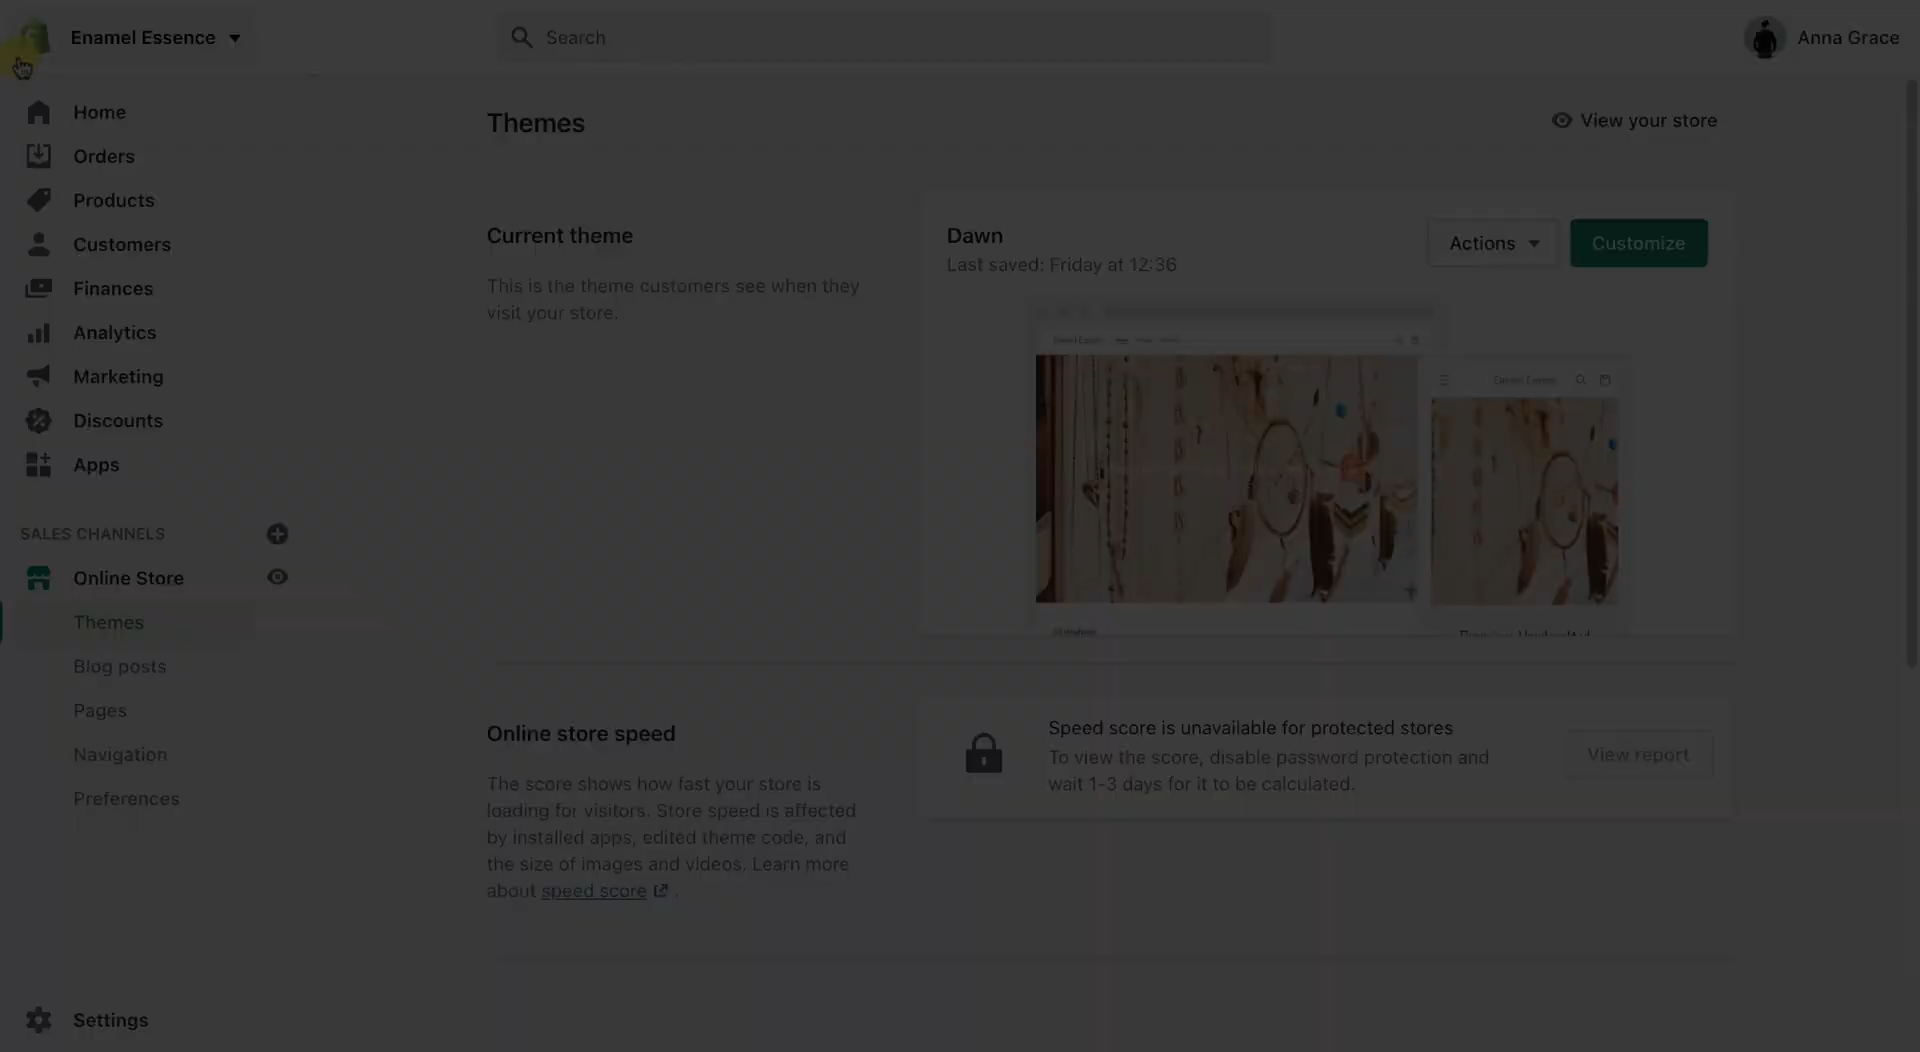 Enamel Essence
Search
Anna Grace
Home
Orders
Products
Customers
Finances
Analytics
Marketing
Discounts
Apps
SALES CHANNELS
Online Store
Themes
Blog posts
Pages
Navigation
Preferences
Settings
Themes
View your store
Current theme
This is the theme customers see when they
visit your store.
Dawn
Last saved: Friday at 12:36
Actions
Customize
Online store speed
The score shows how fast your store is
loading for visitors. Store speed is affected
by installed apps, edited theme code, and
the size of images and videos. Learn more
about speed score .
Speed score is unavailable for protected stores
To view the score, disable password protection and
wait 1-3 days for it to be calculated.
View report